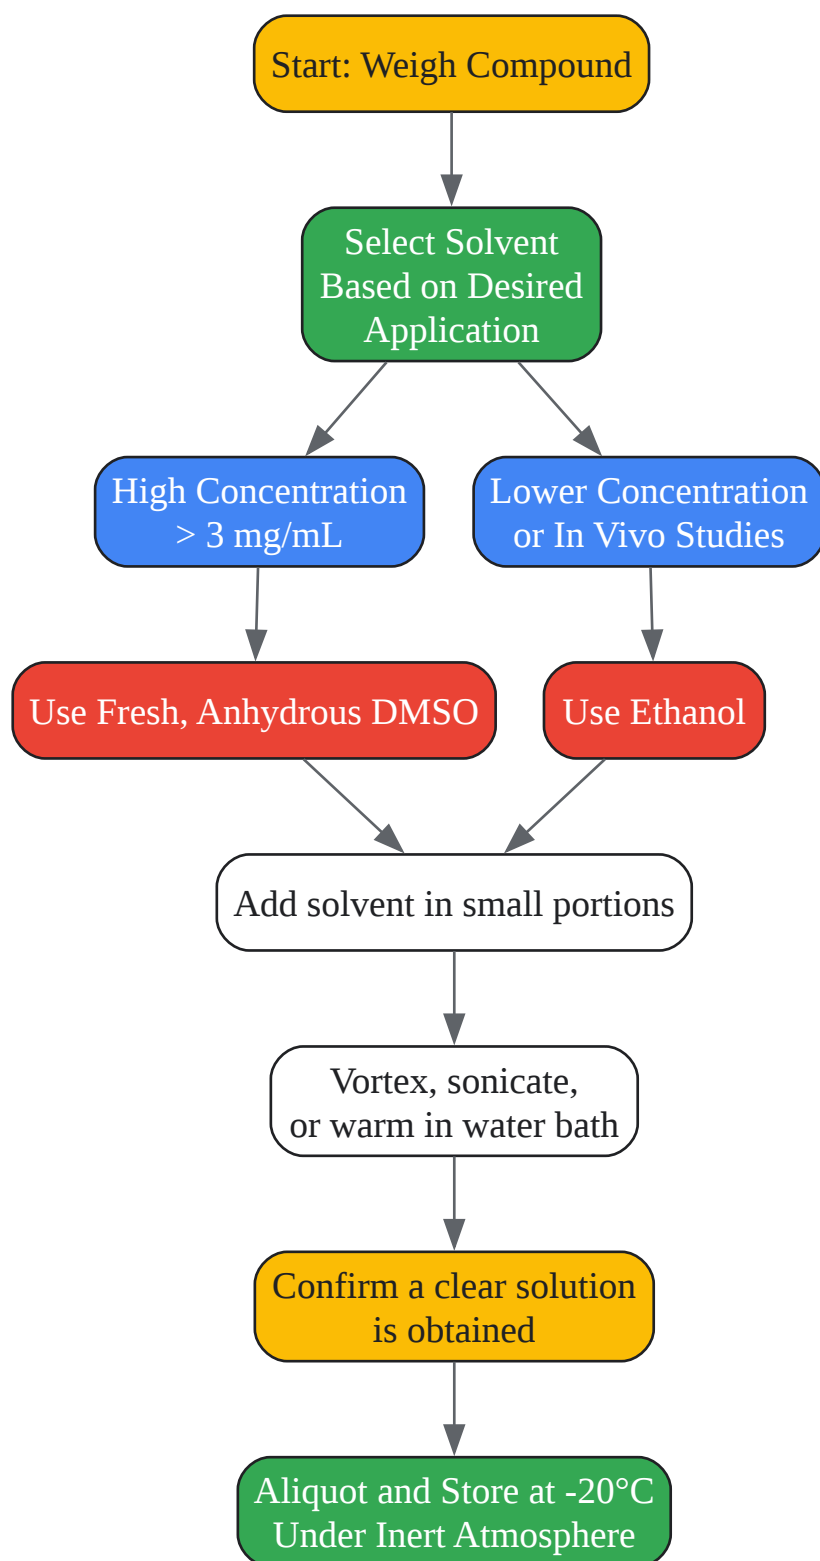 Start: Weigh Compound
Select Solvent
Based on Desired
Application
High Concentration
> 3 mg/mL
Lower Concentration
or In Vivo Studies
Use Fresh, Anhydrous DMSO
Use Ethanol
Add solvent in small portions
Vortex, sonicate,
or warm in water bath
Confirm a clear solution
is obtained
Aliquot and Store at -20°C
Under Inert Atmosphere